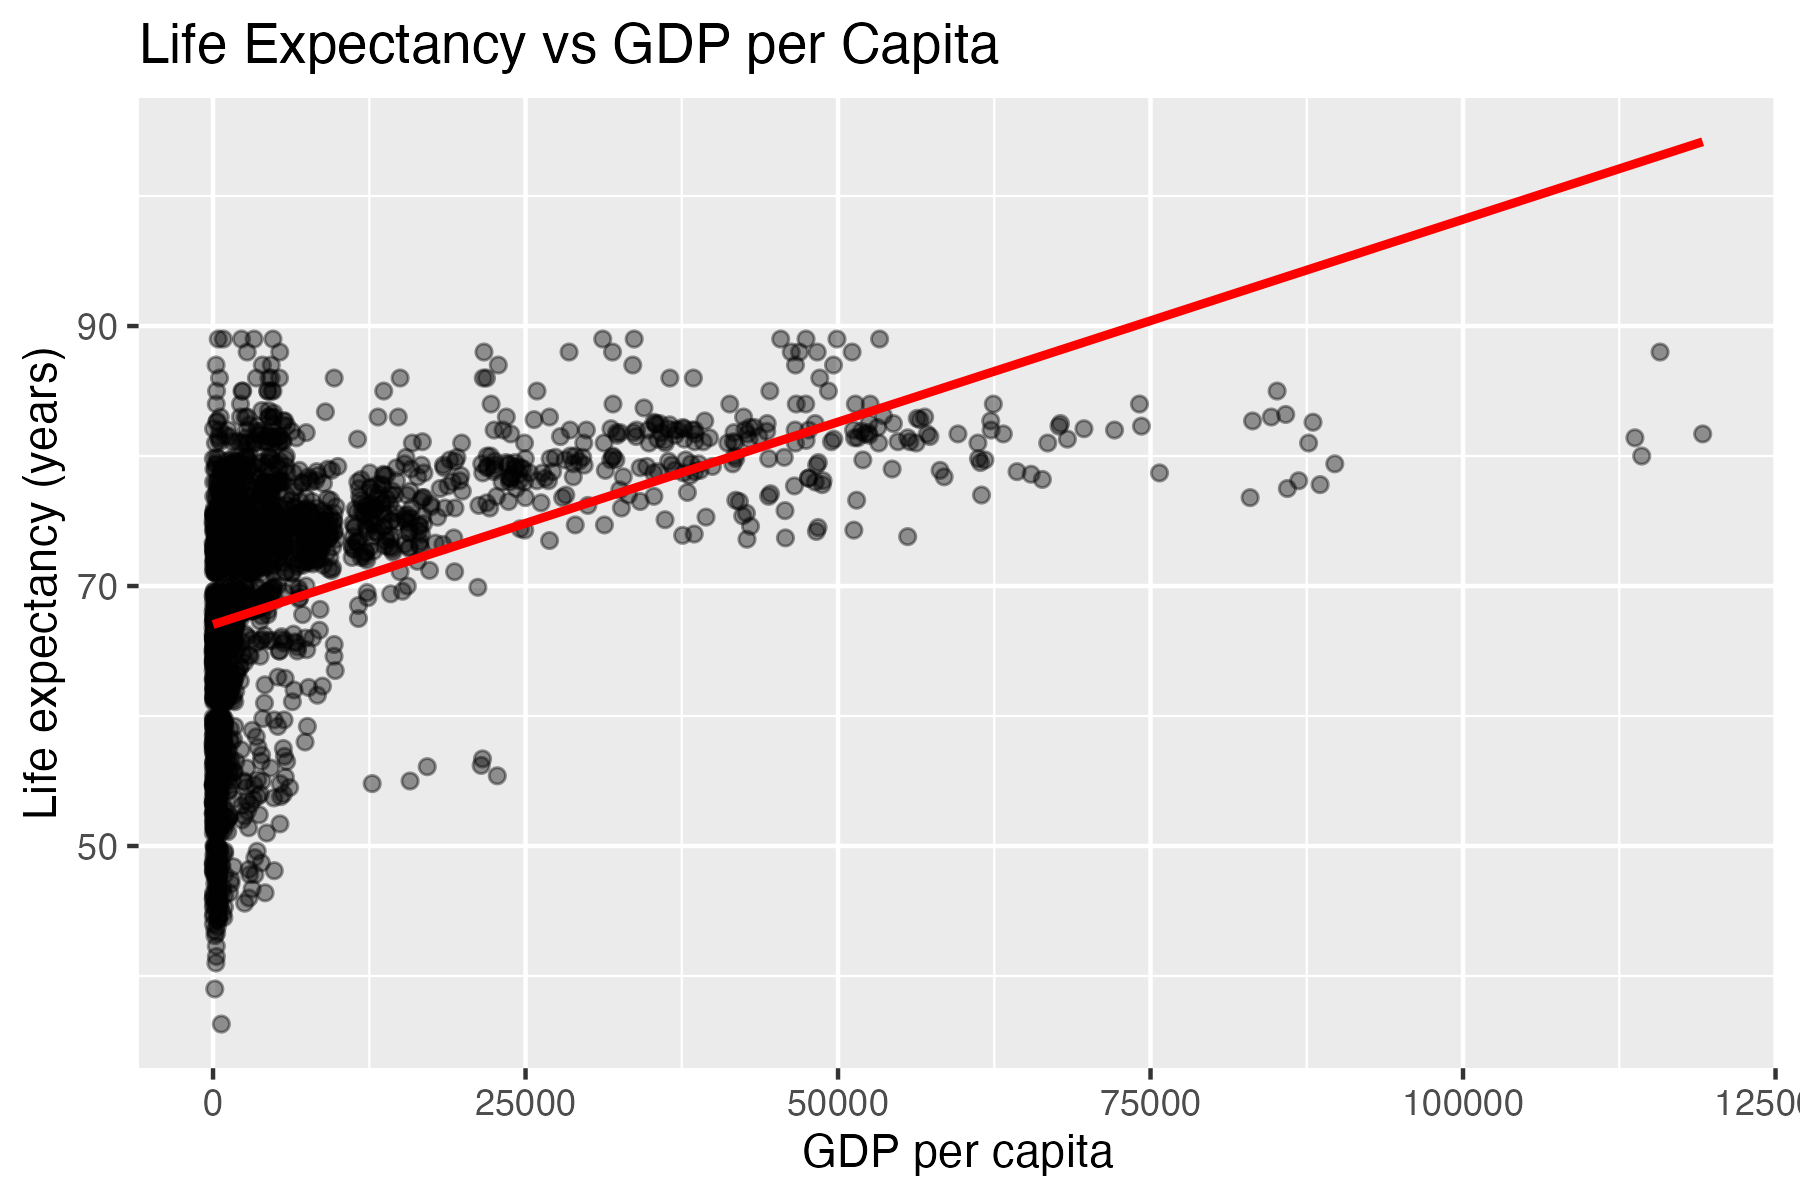 Life Expectancy vs GDP per Capita
Life expectancy (years)
90
70
50
0 25000 50000 75000 100000
GDP per capita